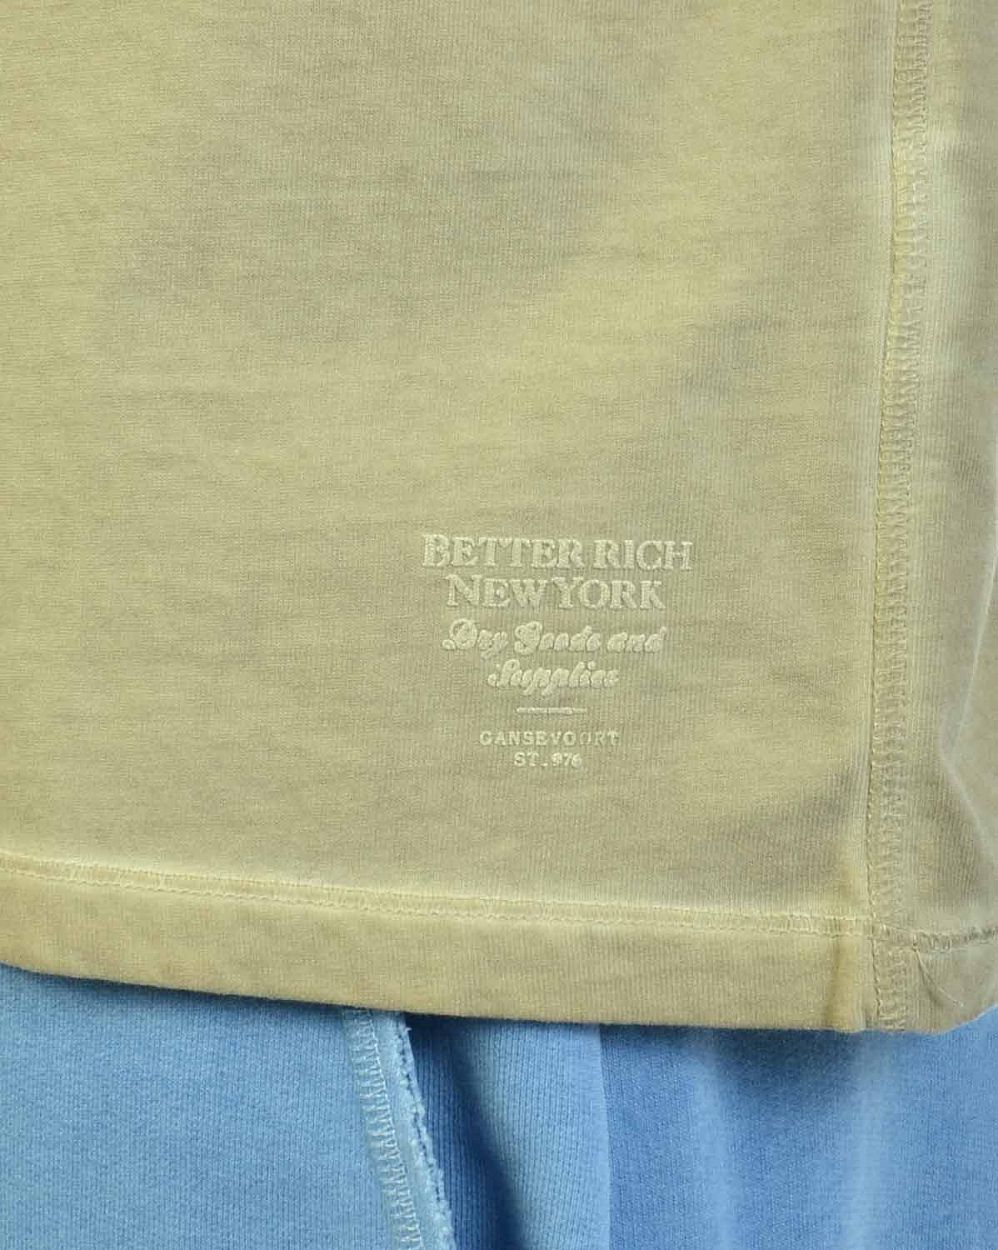 BETTER RICH
NEW YORK
Dry Goods and
Supplies
GANSEVOORT
ST. 976